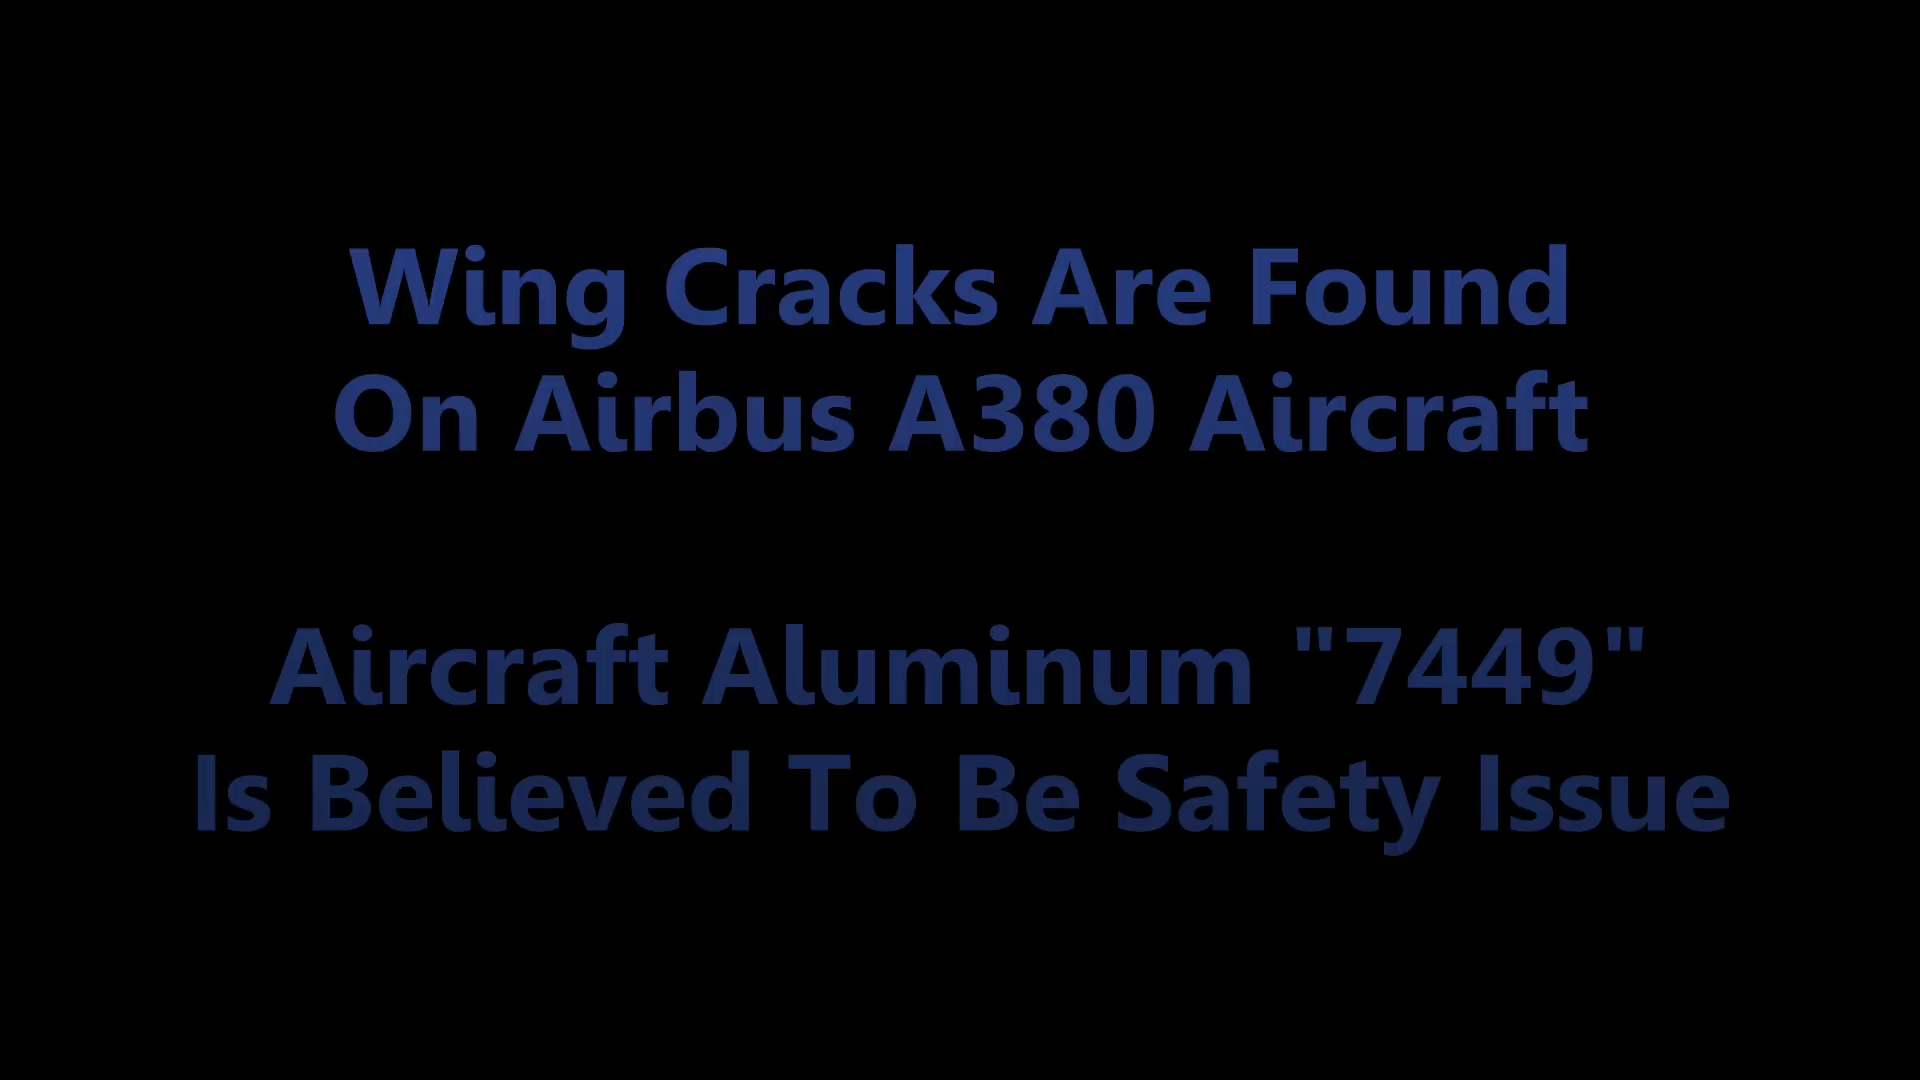 Wing Cracks Are Found
On Airbus A380 Aircraft
Aircraft Aluminum "7449"
Is Believed To Be Safety Issue